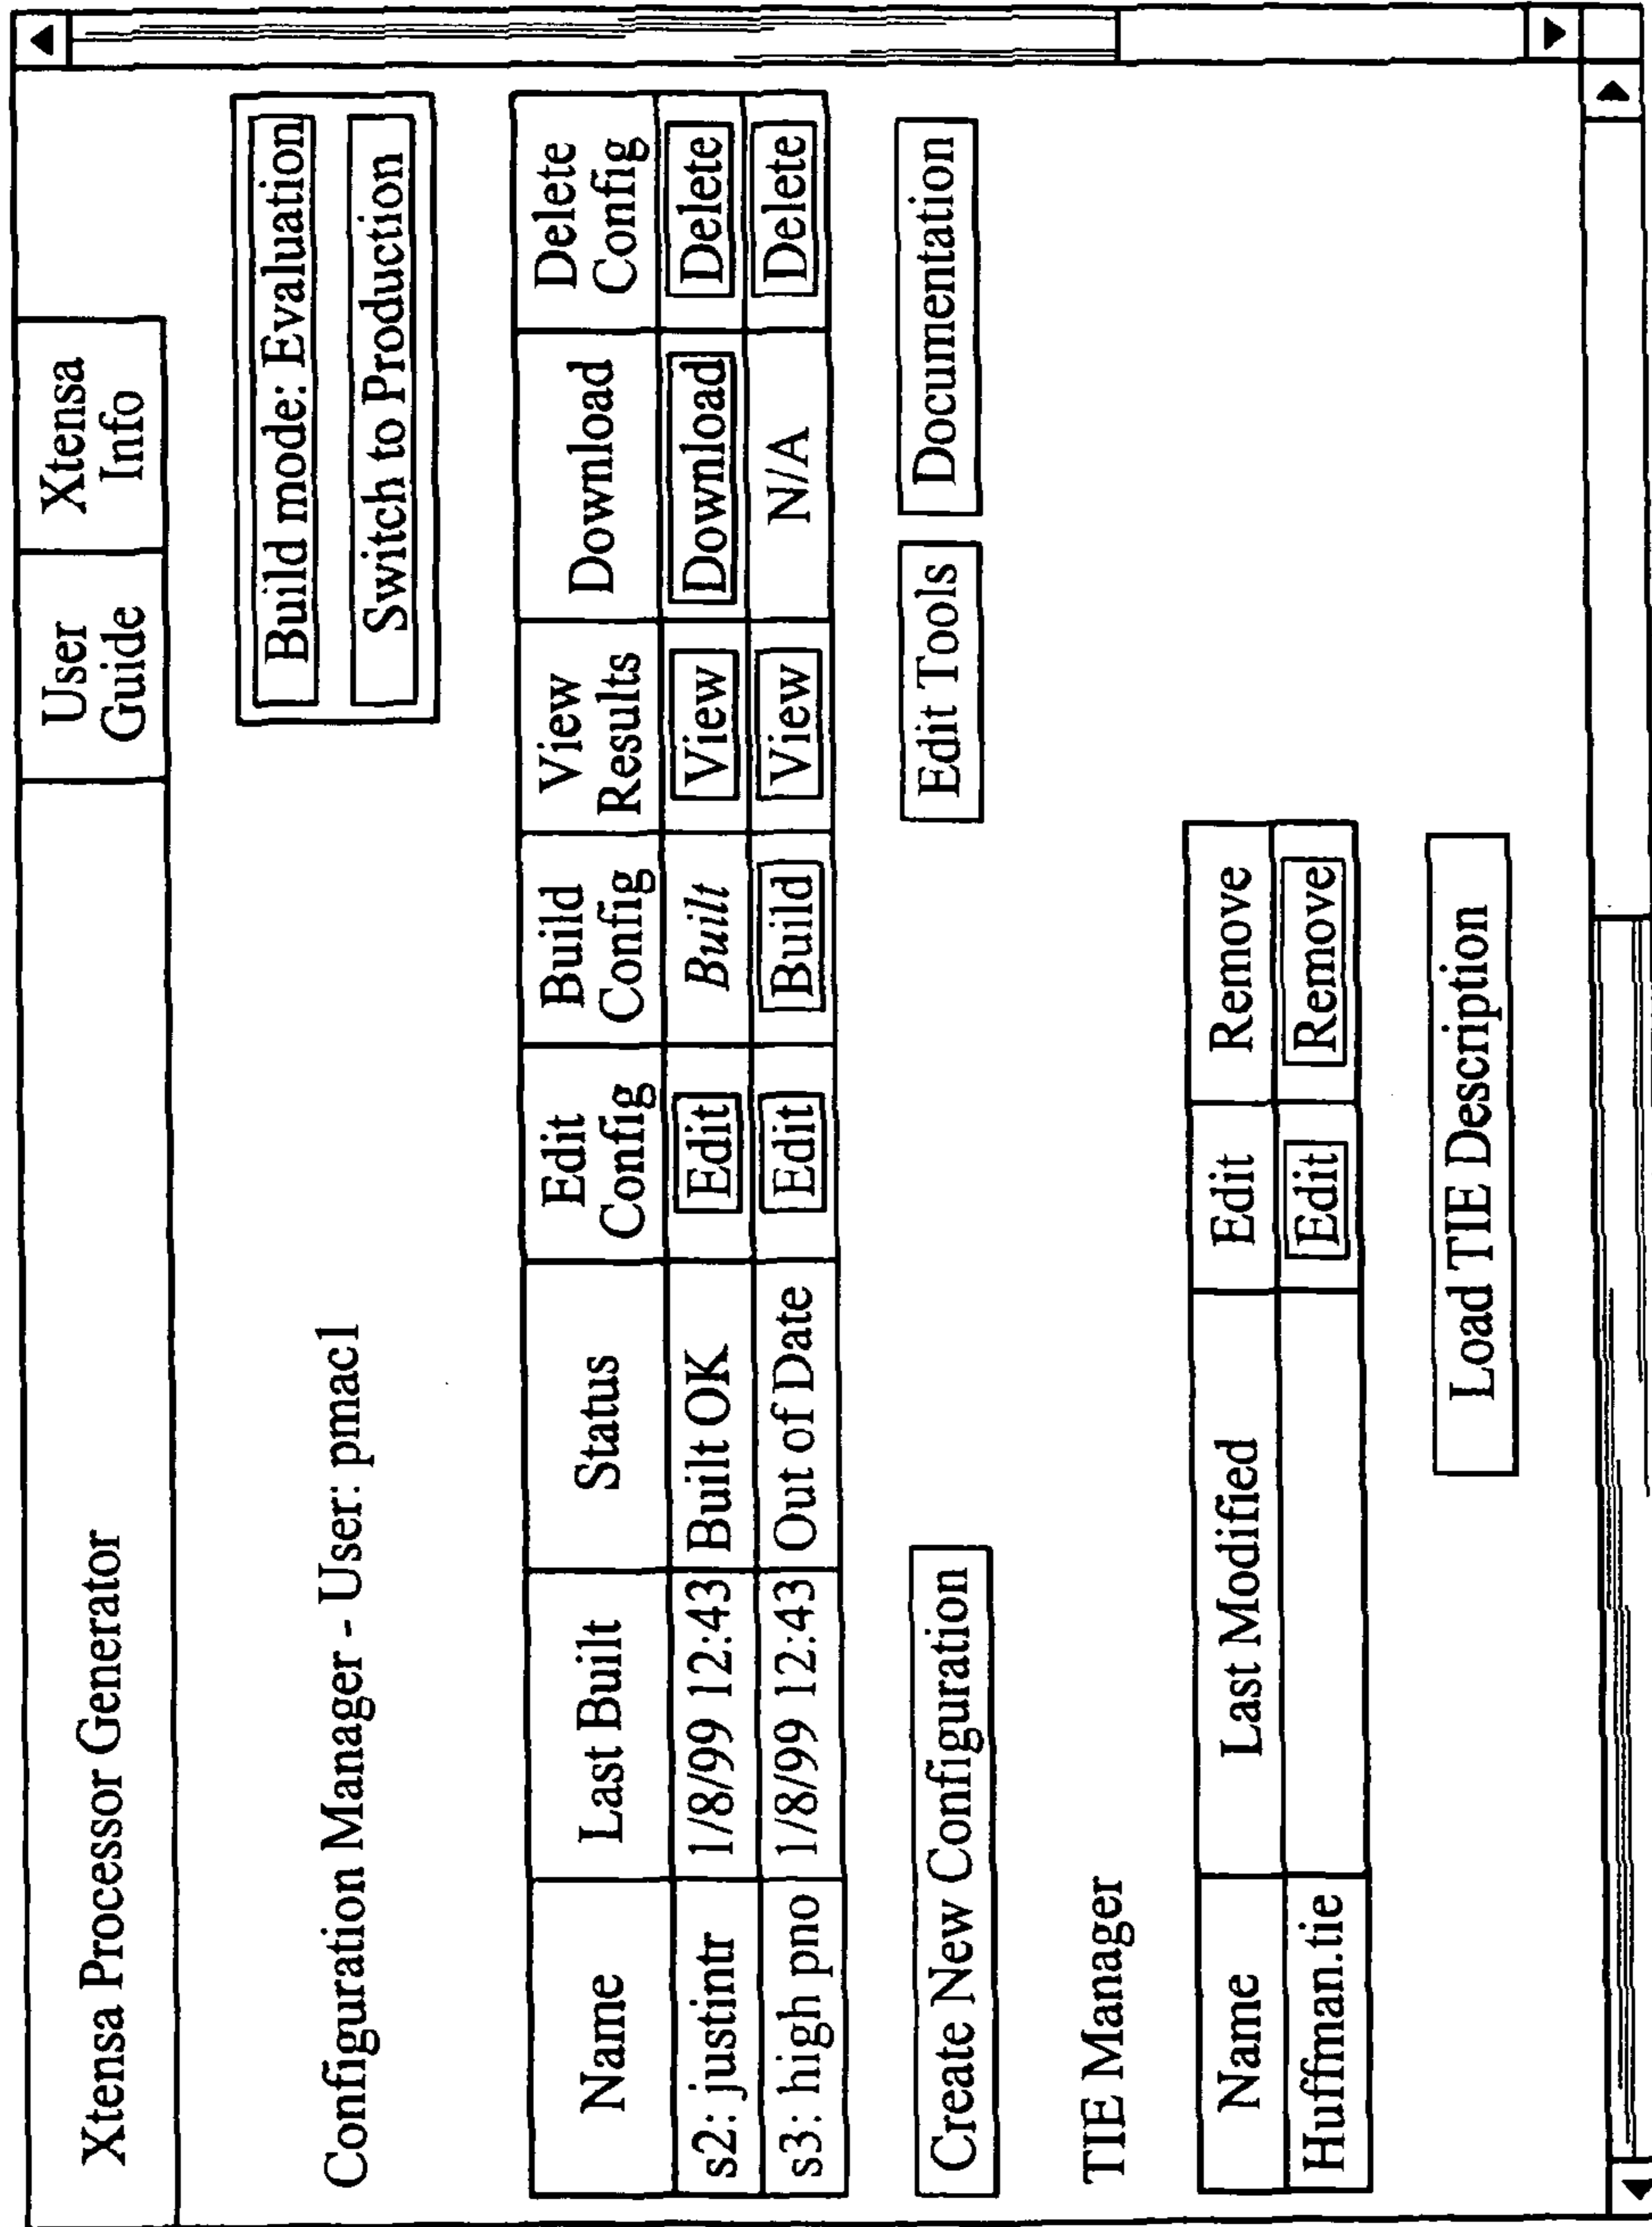 Xtensa Processor Generator
User Guide
Xtensa Info
Build mode: Evaluation
Switch to Production
Configuration Manager - User: pmac1
Name Last Built Status Edit Config Build Config View Results Download Delete Config
s2: justintr 1/8/99 12:43 Built OK Edit Built View Download Delete
s3: high pno 1/8/99 12:43 Out of Date Edit Build View N/A Delete
Create New Configuration Edit Tools Documentation
TIE Manager
Name Last Modified Edit Remove
Huffman.tie Edit Remove
Load TIE Description